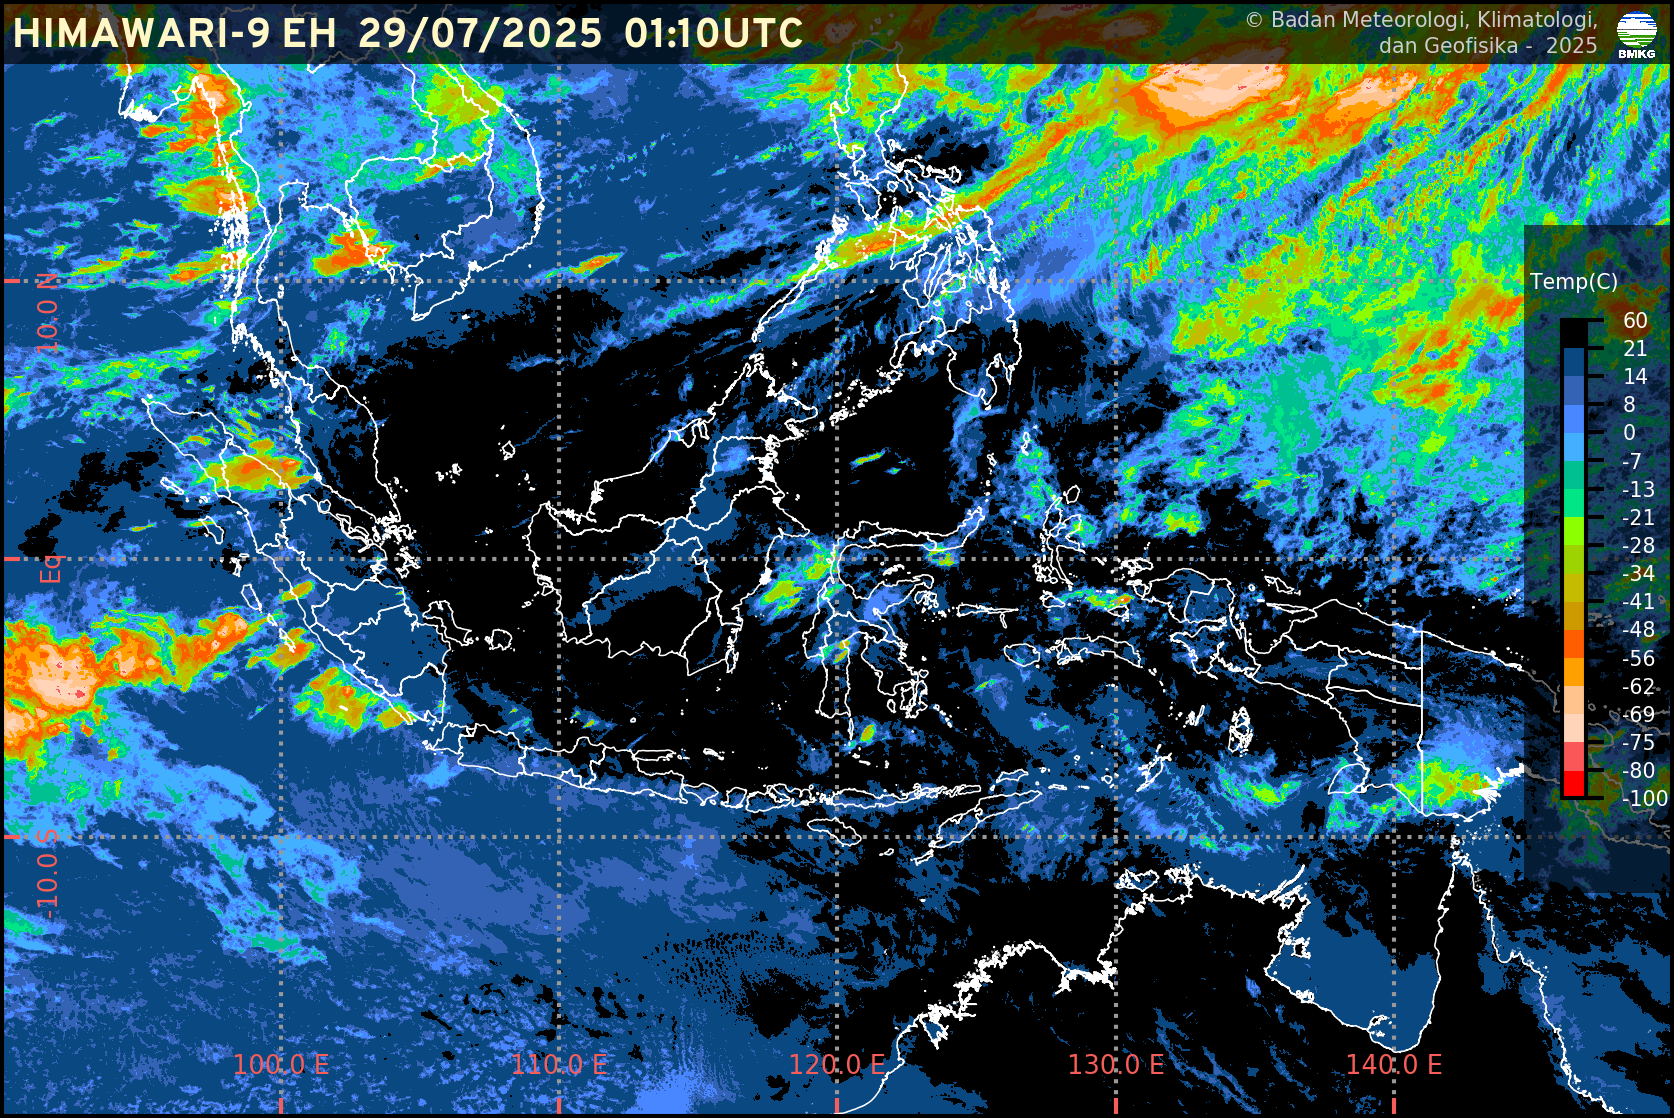 HIMAWARI-9 EH  29/07/2025  01:10UTC
© Badan Meteorologi, Klimatologi,
dan Geofisika -  2025
BMKG
Temp(C)
60
21
14
8
0
-7
-13
-21
-28
-34
-41
-48
-56
-62
-69
-75
-80
-100
10.0 N
Eq
-10.0 S
100.0 E
110.0 E
120.0 E
130.0 E
140.0 E